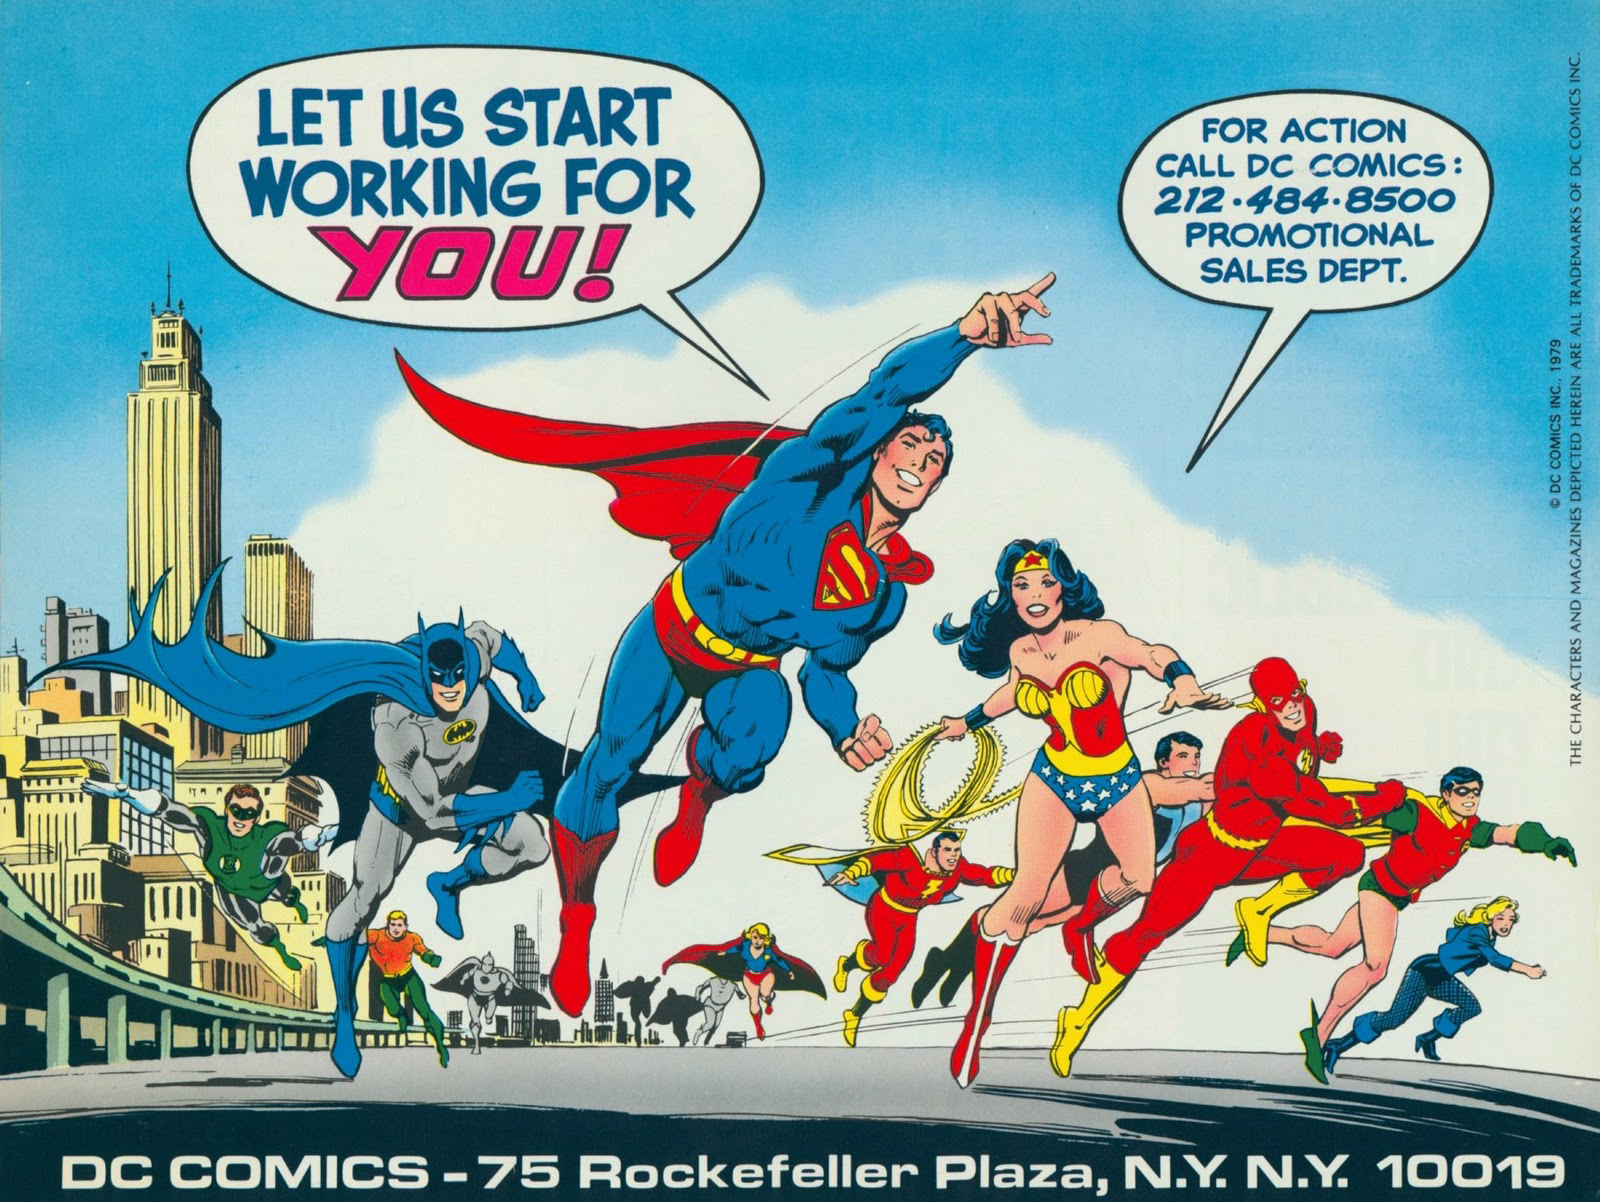 LET US START
WORKING FOR
YOU!
FOR ACTION
CALL DC COMICS:
212·484·8500
PROMOTIONAL
SALES DEPT.
© DC COMICS INC., 1979
THE CHARACTERS AND MAGAZINES DEPICTED HEREIN ARE ALL TRADEMARKS OF DC COMICS INC.
DC COMICS – 75 Rockefeller Plaza, N.Y. N.Y. 10019